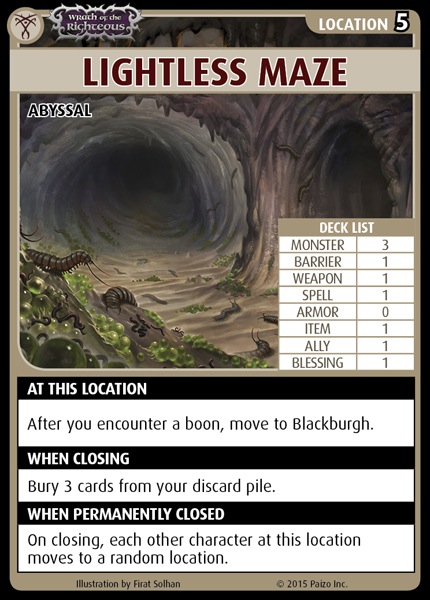 Wrath of the
Righteous
LOCATION 5
LIGHTLESS MAZE
ABYSSAL
DECK LIST
MONSTER 3
BARRIER 1
WEAPON 1
SPELL 1
ARMOR 0
ITEM 1
ALLY 1
BLESSING 1
AT THIS LOCATION
After you encounter a boon, move to Blackburgh.
WHEN CLOSING
Bury 3 cards from your discard pile.
WHEN PERMANENTLY CLOSED
On closing, each other character at this location
moves to a random location.
Illustration by Firat Solhan
© 2015 Paizo Inc.